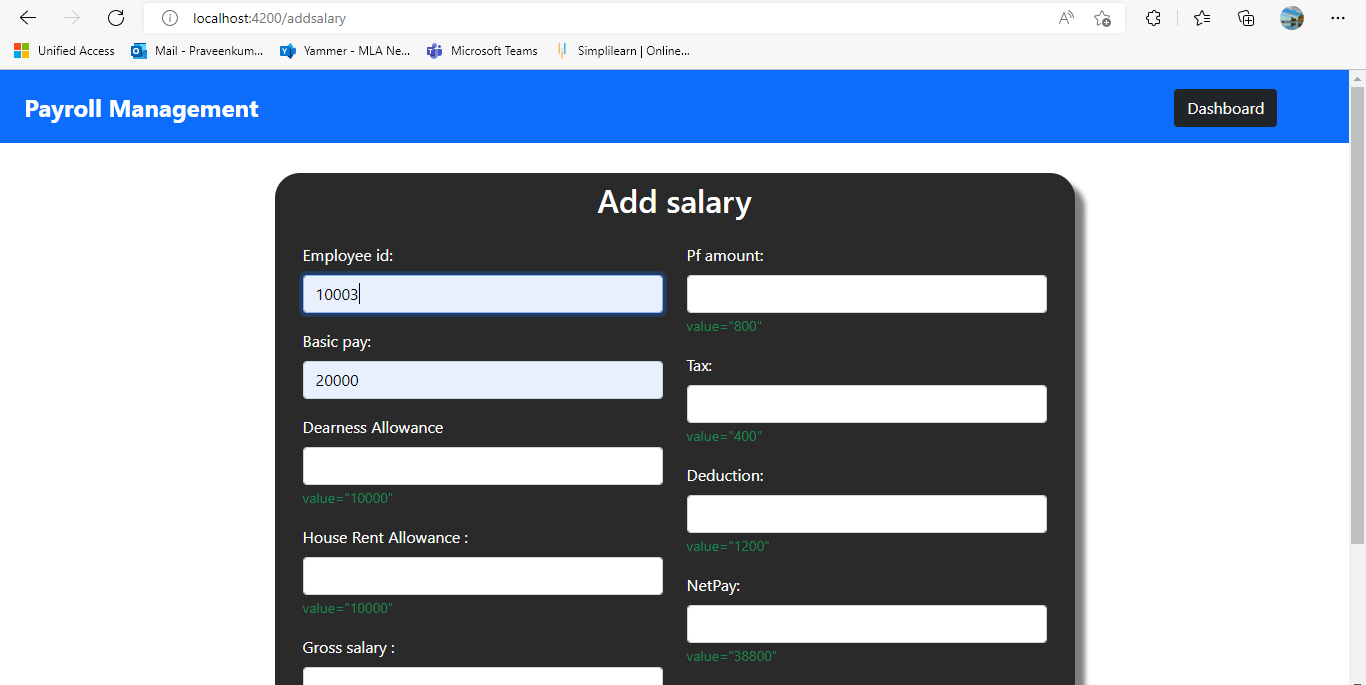 localhost:4200/addsalary
Unified Access
Mail - Praveenkum...
Yammer - MLA Ne...
Microsoft Teams
Simplilearn | Online...
Payroll Management
Dashboard
Add salary
Employee id:
10003
Basic pay:
20000
Dearness Allowance
value="10000"
House Rent Allowance :
value="10000"
Gross salary :
Pf amount:
value="800"
Tax:
value="400"
Deduction:
value="1200"
NetPay:
value="38800"